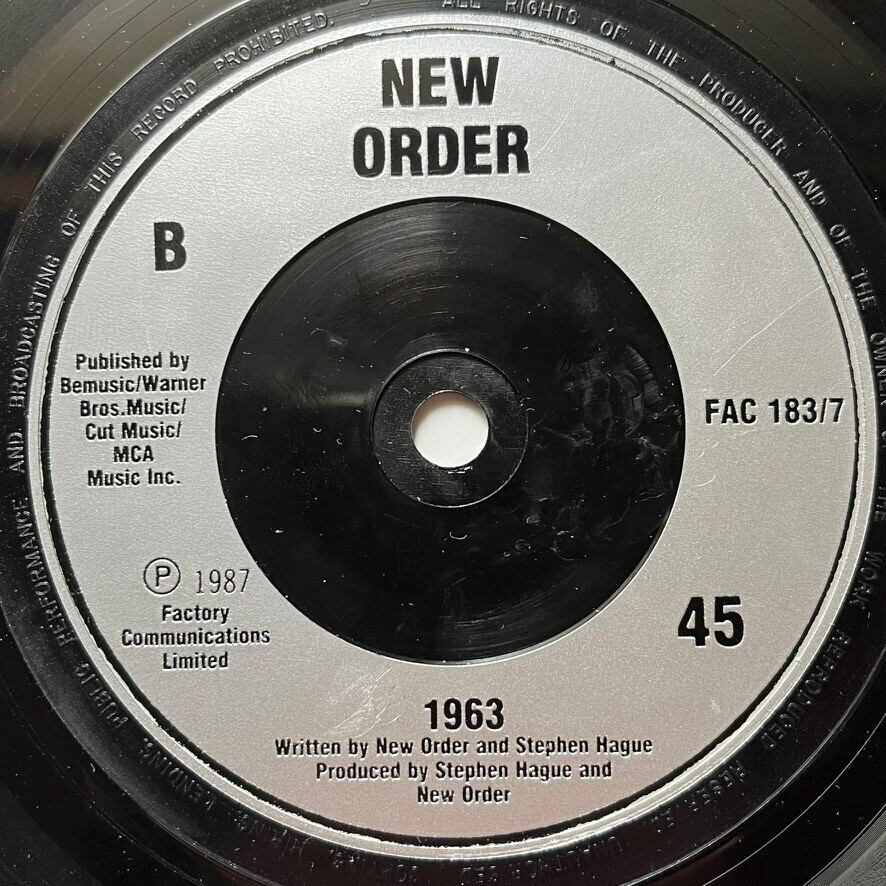 NEW
ORDER
B
Published by
Bemusic/Warner
Bros.Music/
Cut Music/
MCA
Music Inc.
FAC 183/7
Ⓟ 1987
Factory
Communications
Limited
45
1963
Written by New Order and Stephen Hague
Produced by Stephen Hague and
New Order
ALL RIGHTS OF THE PRODUCER AND OF THE OWNER OF THE WORK REPRODUCED RESERVED
LENDING PUBLIC PERFORMANCE AND BROADCASTING OF THIS RECORD PROHIBITED.